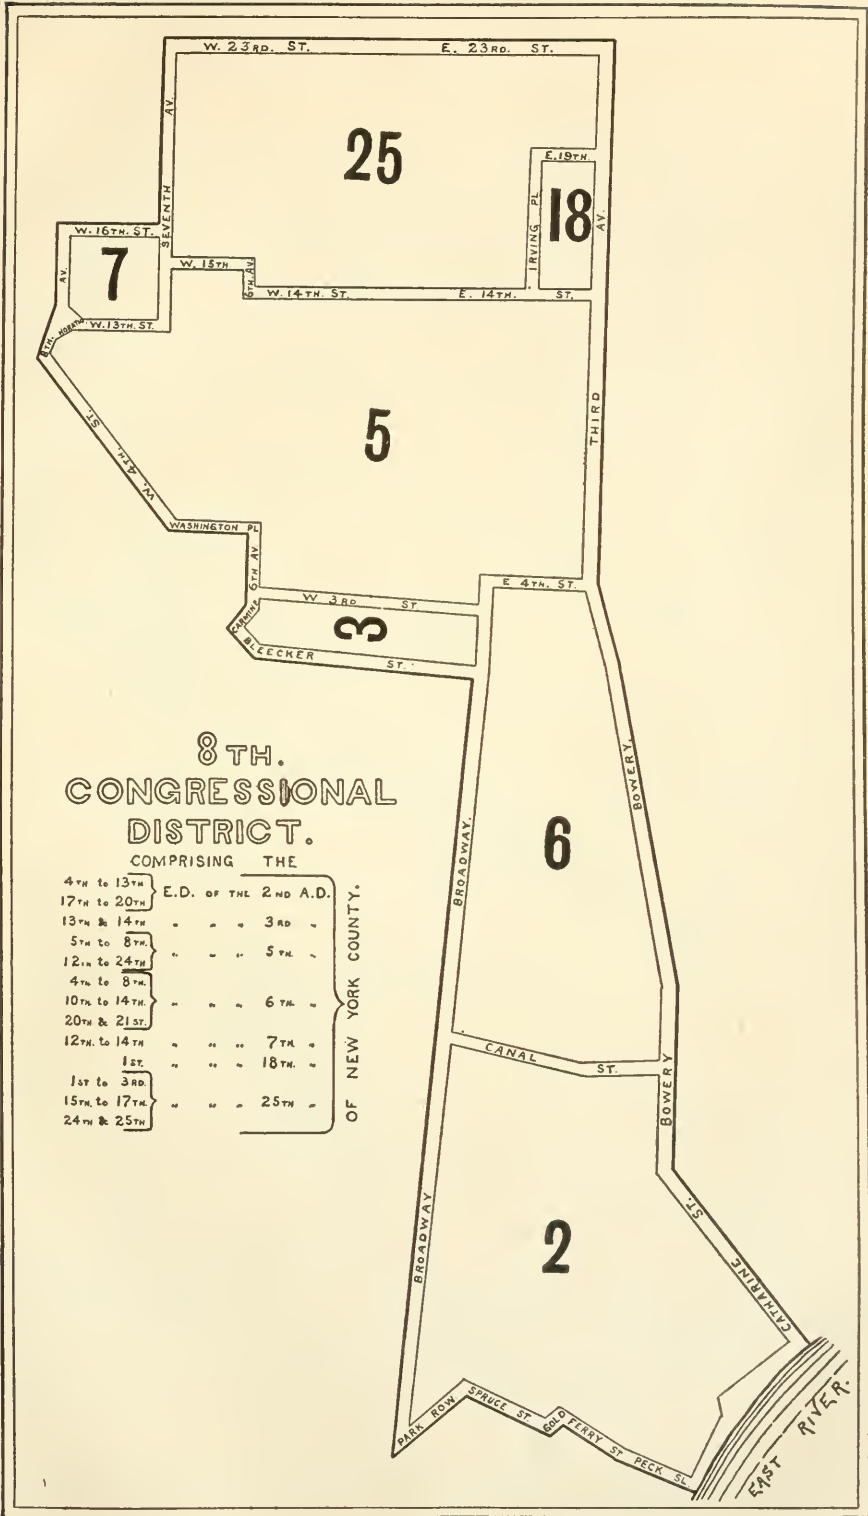 W. 23RD. ST. E. 23RD. ST.
SEVENTH AV.
25
E. 19TH.
IRVING PL
18
THIRD AV.
W. 16TH. ST.
7
8TH. AV.
HORATIO
W. 13TH. ST.
W. 15TH
6TH. AV.
W. 14TH. ST. E. 14TH. ST.
5
W. 4TH. ST.
WASHINGTON PL
6TH AV.
E 4TH. ST.
W 3RD ST
CARMINE
3
BLEECKER ST.
8TH.
CONGRESSIONAL
DISTRICT.
COMPRISING THE
4TH to 13TH
17TH to 20TH
E.D. OF THE 2ND A.D.
13TH & 14TH " " " 3RD "
5TH to 8TH.
12TH to 24TH
" " " 5TH. "
4TH to 8TH.
10TH. to 14TH.
20TH & 21ST.
" " " 6TH. "
12TH. to 14TH " " " 7TH "
1ST. " " " 18TH. "
1ST to 3RD.
15TH. to 17TH.
24TH & 25TH
" " " 25TH "
OF NEW YORK COUNTY.
BROADWAY.
6
BOWERY.
CANAL ST.
BOWERY
BROADWAY
2
CATHARINE ST.
PARK ROW
SPRUCE ST.
GOLD
FERRY ST
PECK SL.
EAST RIVER.